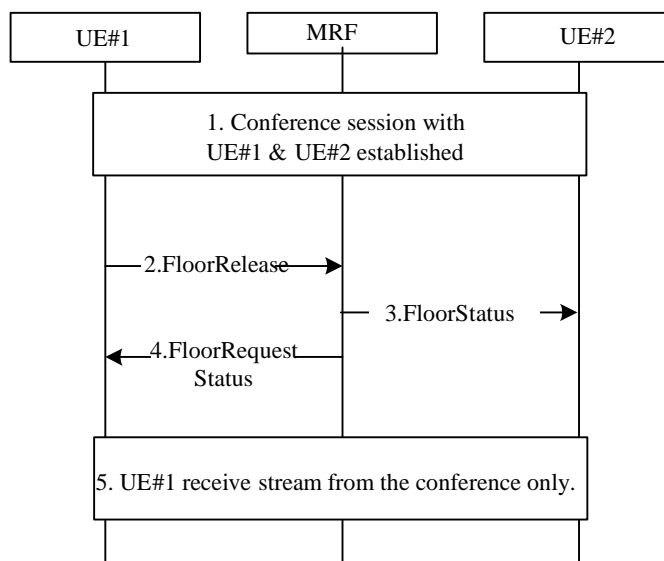 UE#1
MRF
UE#2
1. Conference session with
UE#1 & UE#2 established
2.FloorRelease
3.FloorStatus
4.FloorRequest
Status
5. UE#1 receive stream from the conference only.